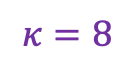 κ = 8